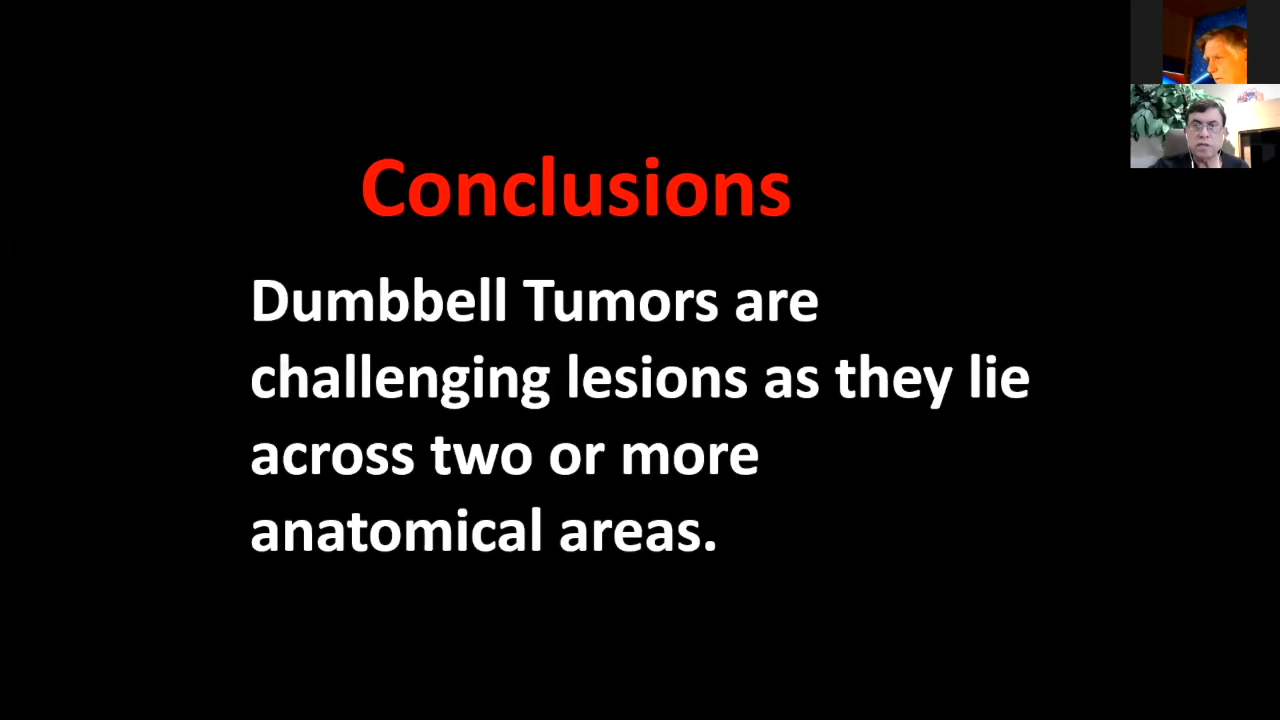 Conclusions
Dumbbell Tumors are
challenging lesions as they lie
across two or more
anatomical areas.